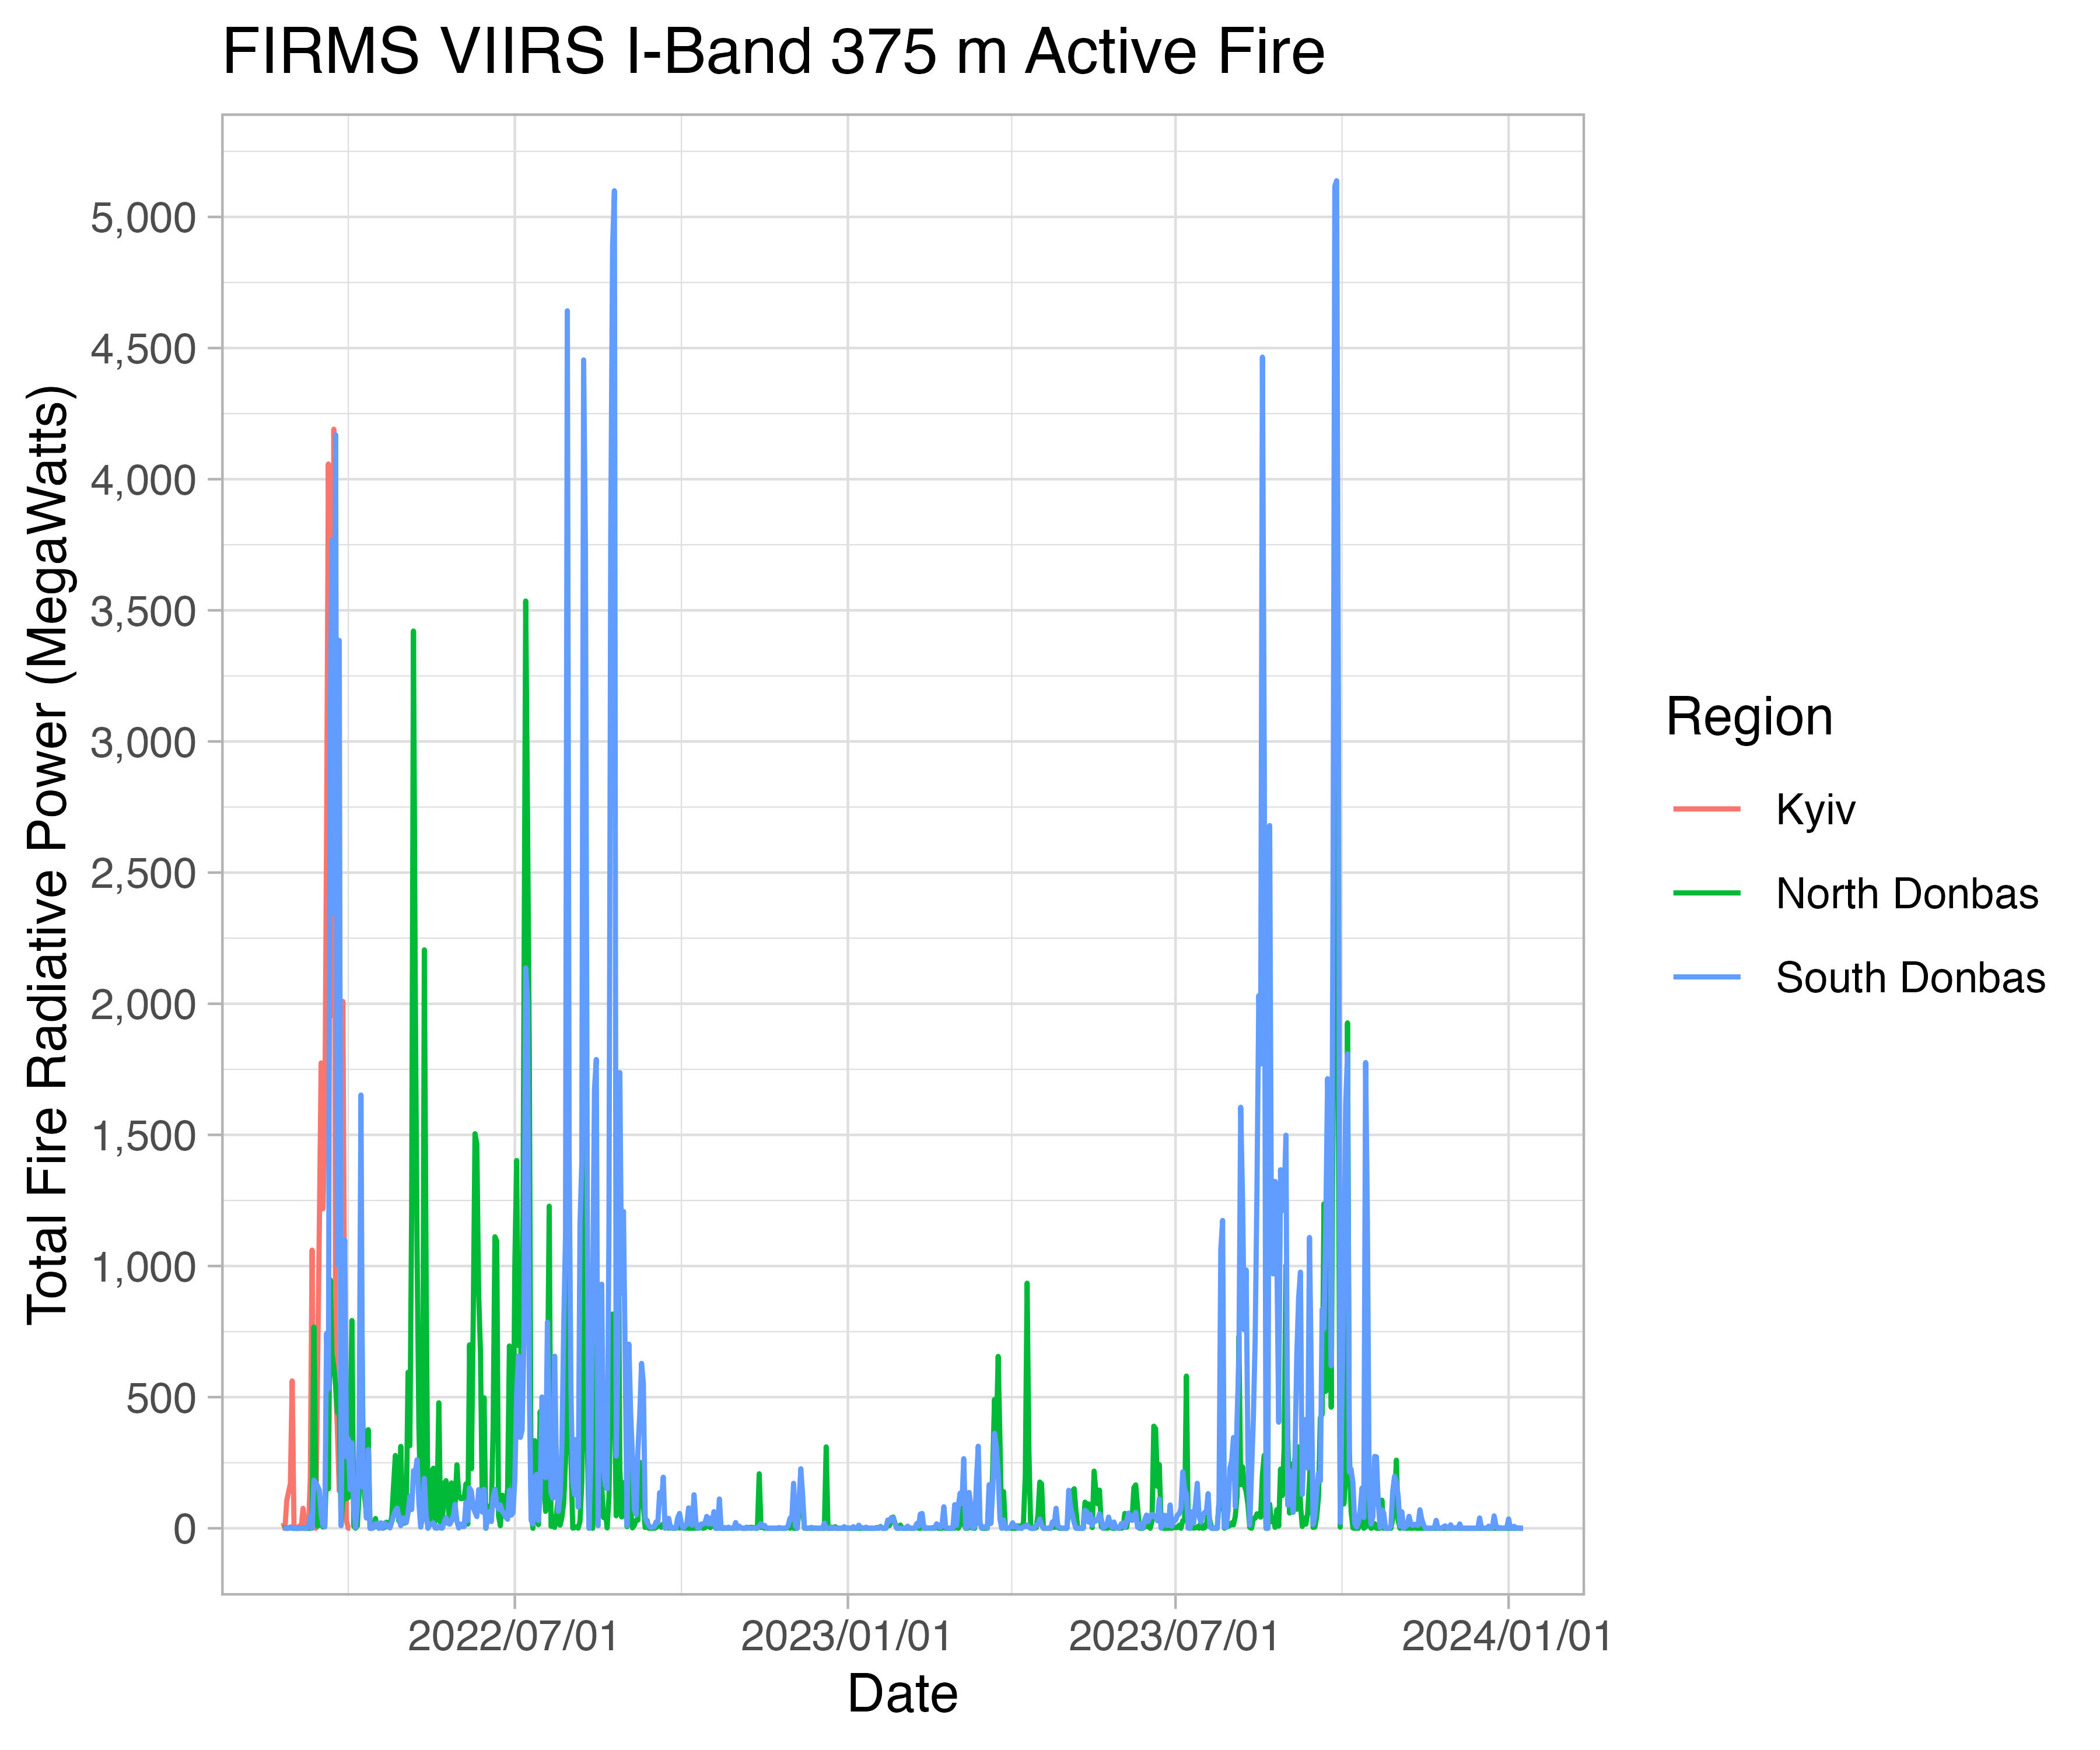 FIRMS VIIRS I-Band 375 m Active Fire
Total Fire Radiative Power (MegaWatts)
5,000
4,500
4,000
3,500
3,000
2,500
2,000
1,500
1,000
500
0
2022/07/01
2023/01/01
2023/07/01
2024/01/01
Date
Region
Kyiv
North Donbas
South Donbas